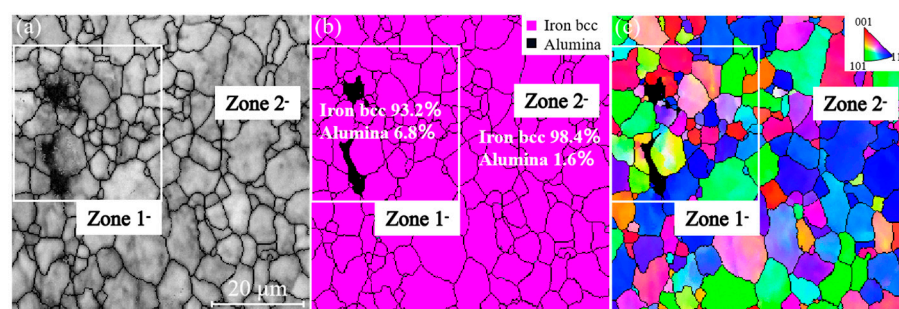 (a)
Zone 2-
Zone 1-
20 µm
(b)
Iron bcc
Alumina
Iron bcc 93.2%
Alumina 6.8%
Zone 2-
Iron bcc 98.4%
Alumina 1.6%
Zone 1-
(c)
001
101
11
Zone 2-
Zone 1-